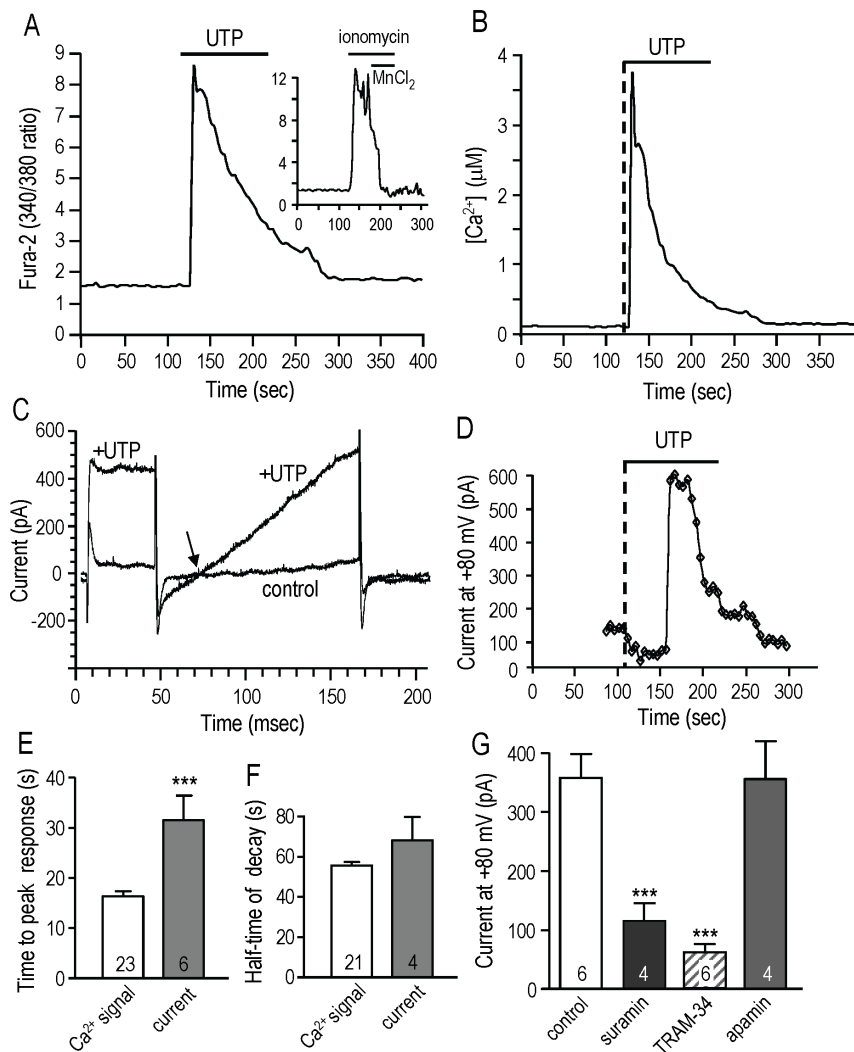 A
UTP
Fura-2 (340/380 ratio)
9
8
7
6
5
4
3
2
1
0
0 50 100 150 200 250 300 350 400
Time (sec)
ionomycin
MnCl2
12
8
4
0
0 100 200 300
B
UTP
[Ca2+] (μM)
4
3
2
1
0
0 50 100 150 200 250 300 350
Time (sec)
C
Current (pA)
600
400
200
0
-200
+UTP
+UTP
control
0 50 100 150 200
Time (msec)
D
UTP
Current at +80 mV (pA)
600
500
400
300
200
100
0
0 50 100 150 200 250 300
Time (sec)
E
Time to peak response (s)
40
30
20
10
0
***
23 6
Ca2+ signal
current
F
Half-time of decay (s)
80
60
40
20
0
21 4
Ca2+ signal
current
G
Current at +80 mV (pA)
400
300
200
100
0
***
***
6 4 6 4
control
suramin
TRAM-34
apamin